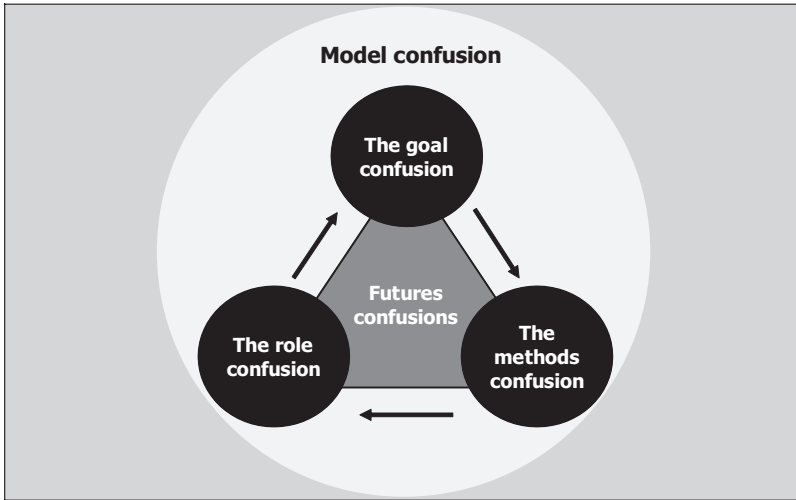 Model confusion
The goal
confusion
Futures
confusions
The role
confusion
The
methods
confusion